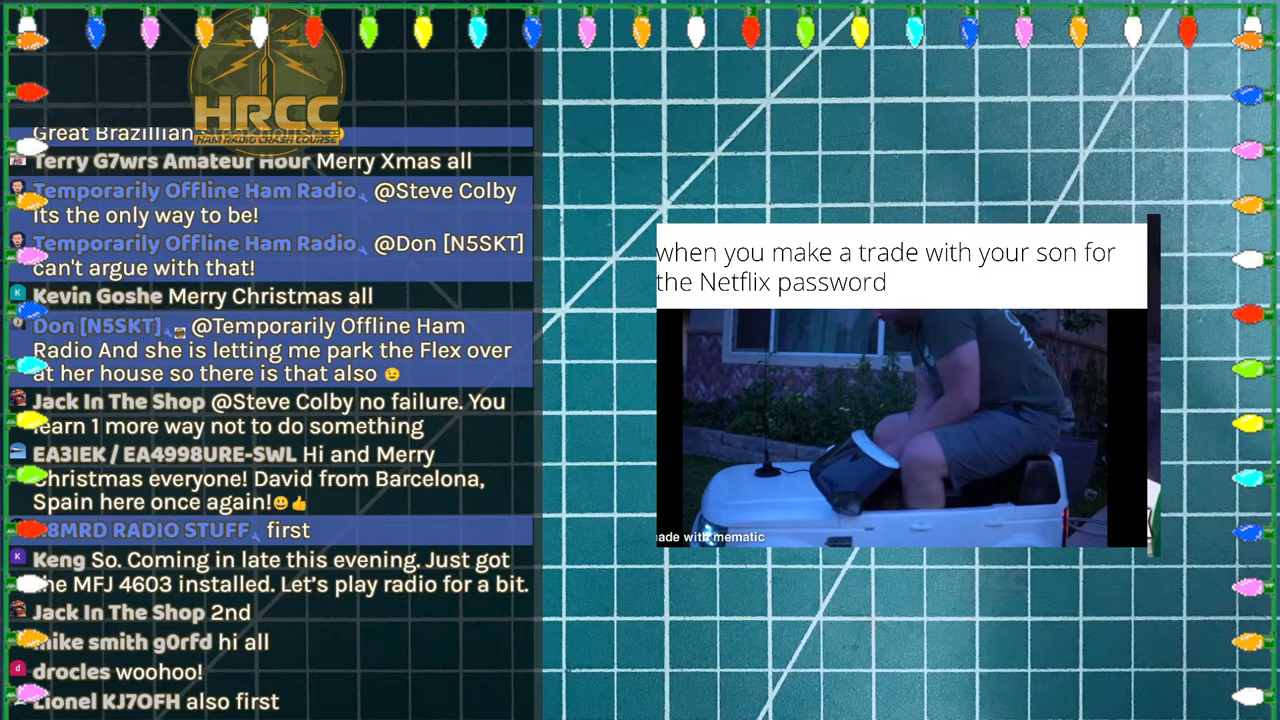 HRCC
HAM RADIO CRASH COURSE
Great Brazillian steakhouse
Terry G7wrs Amateur Hour Merry Xmas all
Temporarily Offline Ham Radio @Steve Colby
Its the only way to be!
Temporarily Offline Ham Radio @Don [N5SKT]
can't argue with that!
K Kevin Goshe Merry Christmas all
Don [N5SKT] @Temporarily Offline Ham
Radio And she is letting me park the Flex over
at her house so there is that also
Jack In The Shop @Steve Colby no failure. You
learn 1 more way not to do something
EA3IEK / EA4998URE-SWL Hi and Merry
Christmas everyone! David from Barcelona,
Spain here once again!
8MRD RADIO STUFF first
K Keng So. Coming in late this evening. Just got
the MFJ 4603 installed. Let's play radio for a bit.
Jack In The Shop 2nd
mike smith g0rfd hi all
d drocles woohoo!
Lionel KJ7OFH also first
when you make a trade with your son for
the Netflix password
ade with mematic